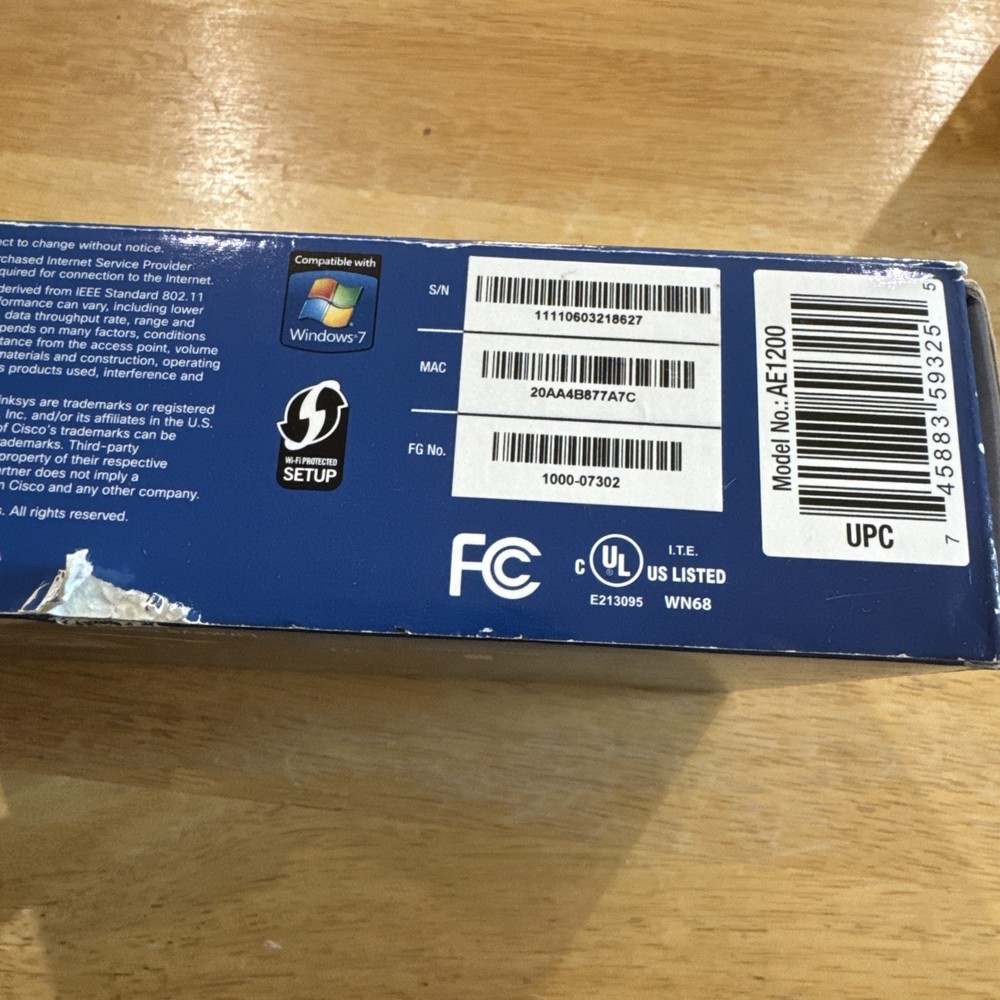 ect to change without notice.
rchased Internet Service Provider
quired for connection to the Internet.
derived from IEEE Standard 802.11
formance can vary, including lower
data throughput rate, range and
pends on many factors, conditions
tance from the access point, volume
materials and construction, operating
s products used, interference and
inksys are trademarks or registered
Inc. and/or its affiliates in the U.S.
of Cisco's trademarks can be
ademarks. Third-party
property of their respective
rtner does not imply a
n Cisco and any other company.
s. All rights reserved.
Compatible with
Windows 7
Wi-Fi PROTECTED
SETUP
S/N
11110603218627
MAC
20AA4B877A7C
FG No.
1000-07302
FC
C UL ® US LISTED
I.T.E.
E213095 WN68
Model No.: AE1200
7 45883 59325 5
UPC